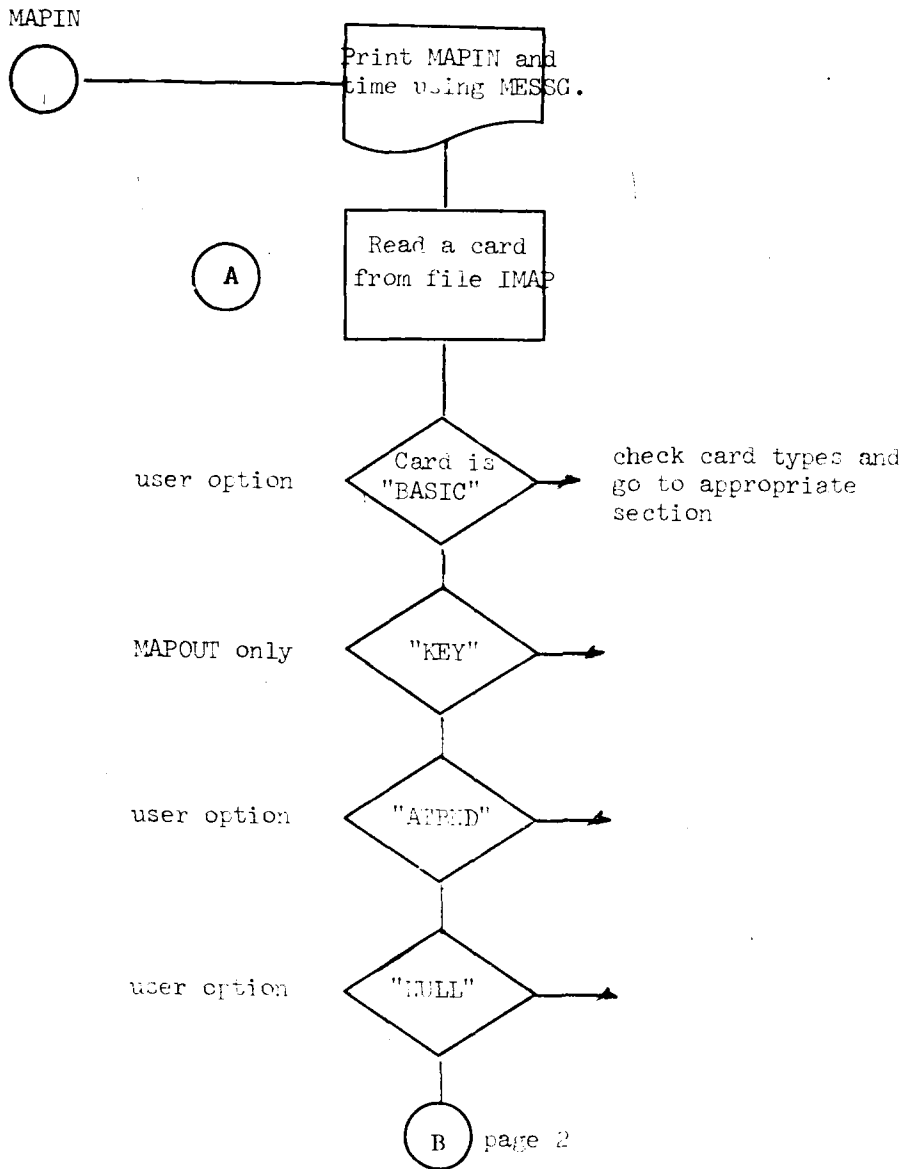 MAPIN
Print MAPIN and
time using MESSG.
A
Read a card
from file IMAP
user option
Card is
"BASIC"
check card types and
go to appropriate
section
MAPOUT only
"KEY"
user option
user option
"NULL"
B page 2